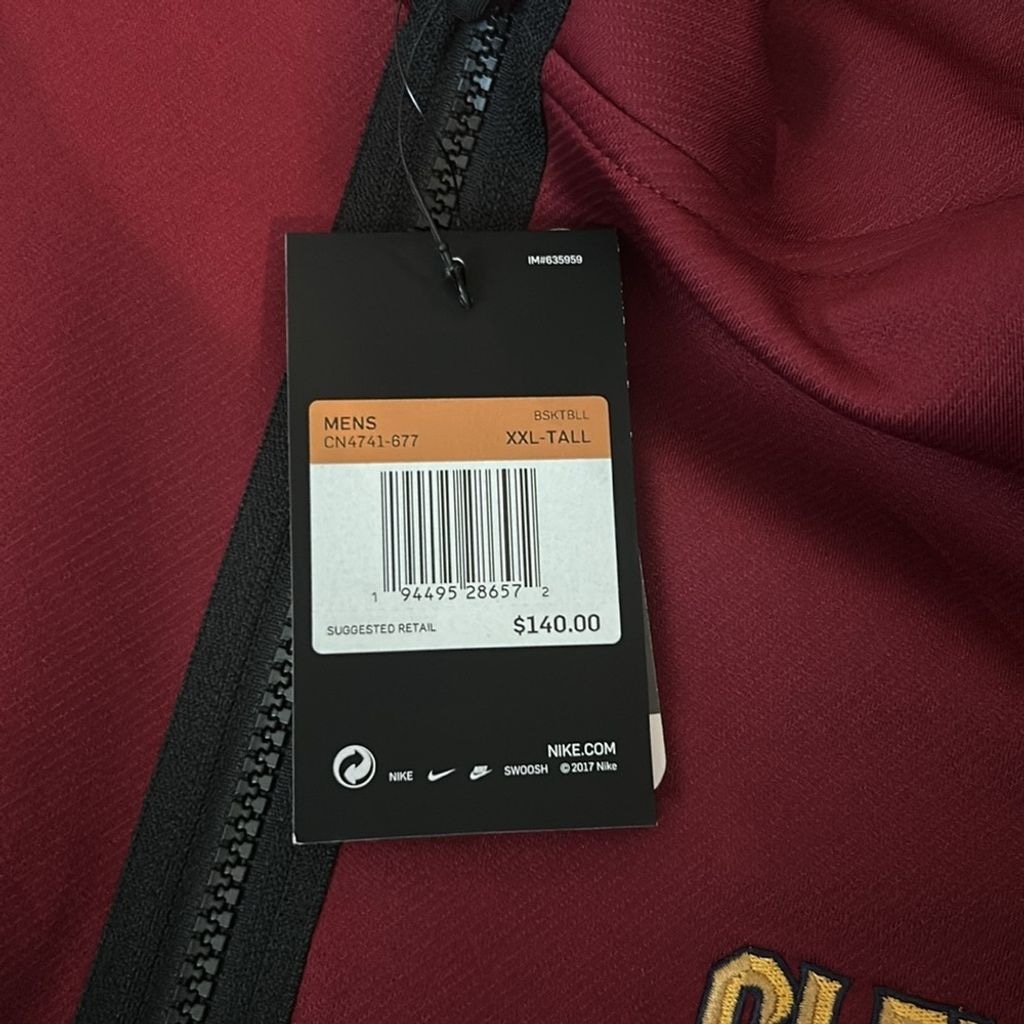 IM#635959
MENS BSKTBLL
CN4741-677 XXL-TALL
1 94495 28657 2
SUGGESTED RETAIL $140.00
NIKE.COM
NIKE SWOOSH ©2017 Nike